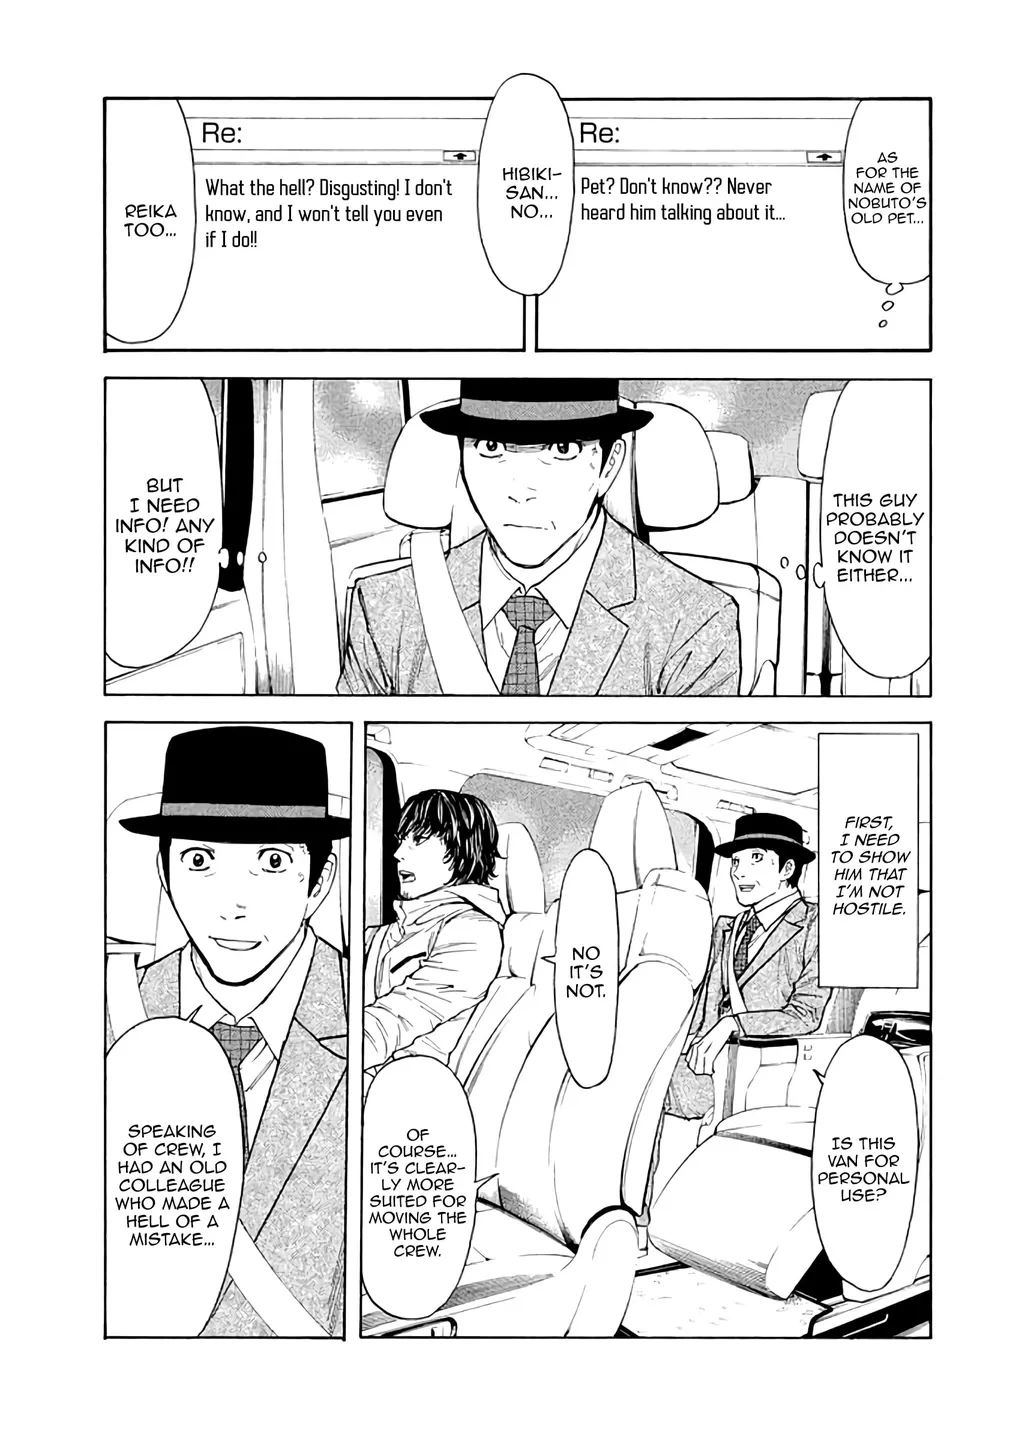 AS
FOR THE
NAME OF
NOBUTO'S
OLD PET...
Re:
Pet? Don't know?? Never
heard him talking about it...
HIBIKI-
SAN...
NO...
Re:
What the hell? Disgusting! I don't
know, and I won't tell you even
if I do!!
REIKA
TOO...
THIS GUY
PROBABLY
DOESN'T
KNOW IT
EITHER...
BUT
I NEED
INFO! ANY
KIND OF
INFO!!
FIRST,
I NEED
TO SHOW
HIM THAT
I'M NOT
HOSTILE.
IS THIS
VAN FOR
PERSONAL
USE?
NO
IT'S
NOT.
OF
COURSE...
IT'S CLEAR-
LY MORE
SUITED FOR
MOVING THE
WHOLE
CREW.
SPEAKING
OF CREW, I
HAD AN OLD
COLLEAGUE
WHO MADE A
HELL OF A
MISTAKE...